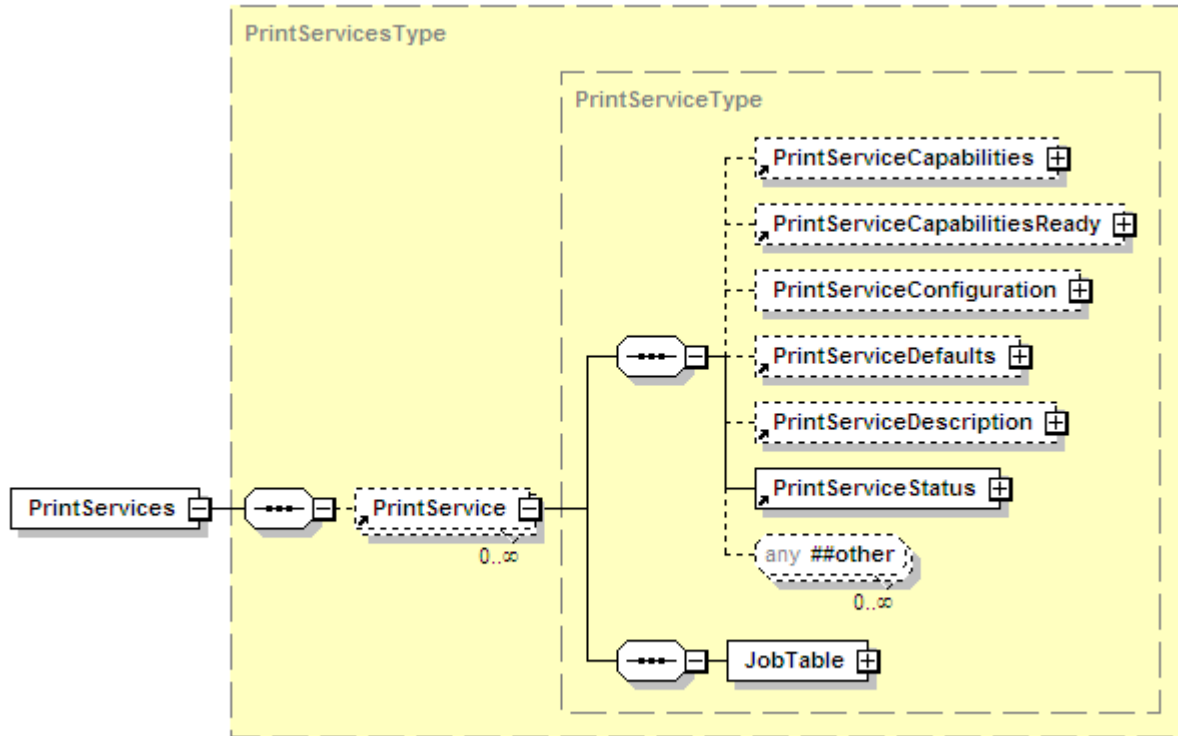 PrintServicesType
PrintServiceType
PrintServiceCapabilities
PrintServiceCapabilitiesReady
PrintServiceConfiguration
PrintServiceDefaults
PrintServiceDescription
PrintServices
PrintService
0..∞
PrintServiceStatus
any ##other
0..∞
JobTable